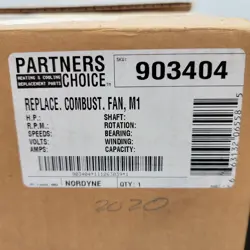 PARTNERS
CHOICE
HEATING & COOLING
REPLACEMENT PARTS
SKU
903404
REPLACE. COMBUST. FAN, M1
H.P.: SHAFT:
R.P.M.: ROTATION:
SPEEDS: BEARING:
VOLTS: WINDING:
AMPS: CAPACITY:
NORDYNE QTY: 1
2020